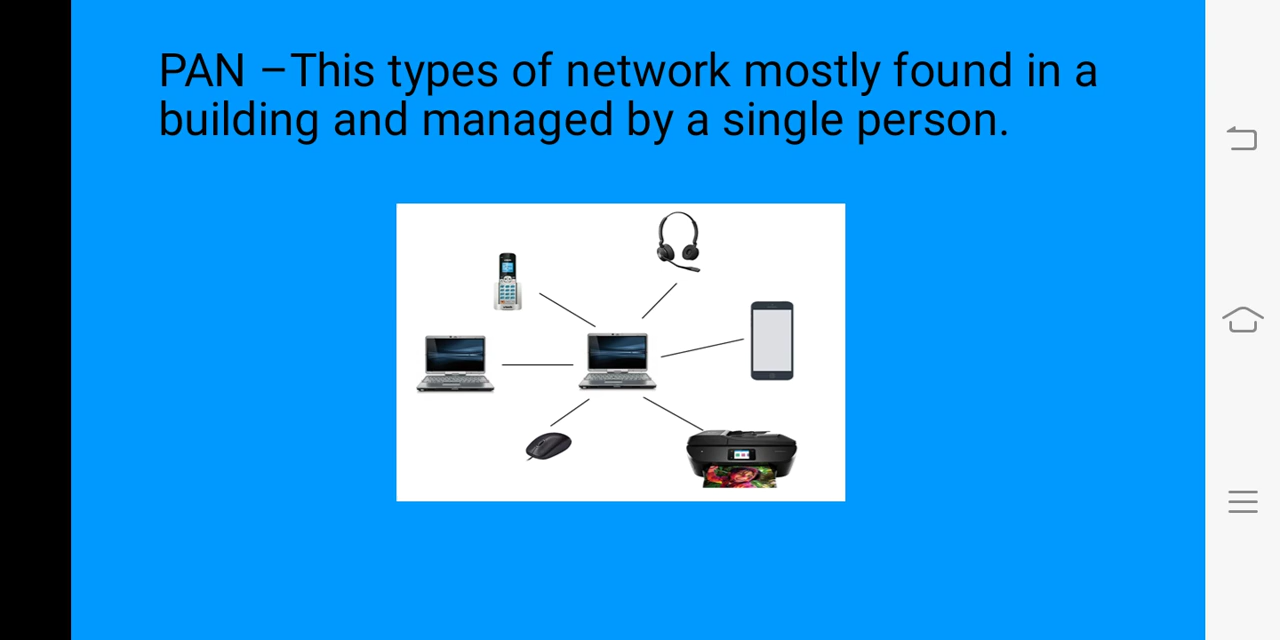 PAN –This types of network mostly found in a
building and managed by a single person.